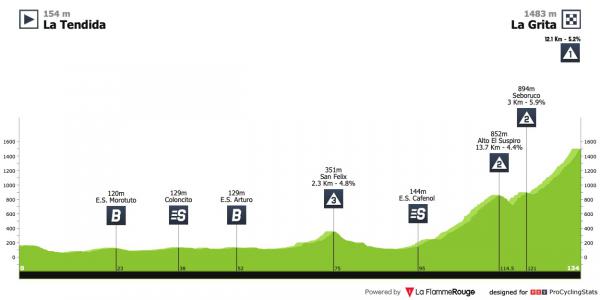 154 m
La Tendida
1483 m
La Grita
12.1 Km - 5.2%
1
894m
Seboruco
3 Km - 5.9%
2
852m
Alto El Suspiro
13.7 Km - 4.4%
2
351m
San Felix
2.3 Km - 4.8%
3
120m
E.S. Morotuto
B
129m
Coloncito
S
129m
E.S. Arturo
B
144m
E.S. Cafenol
S
1600 1600
1400 1400
1200 1200
1000 1000
800 800
600 600
400 400
200 200
0 0
0 23 38 52 75 95 114.5 121 134
Powered by La FlammeRouge designed for PCS ProCyclingStats